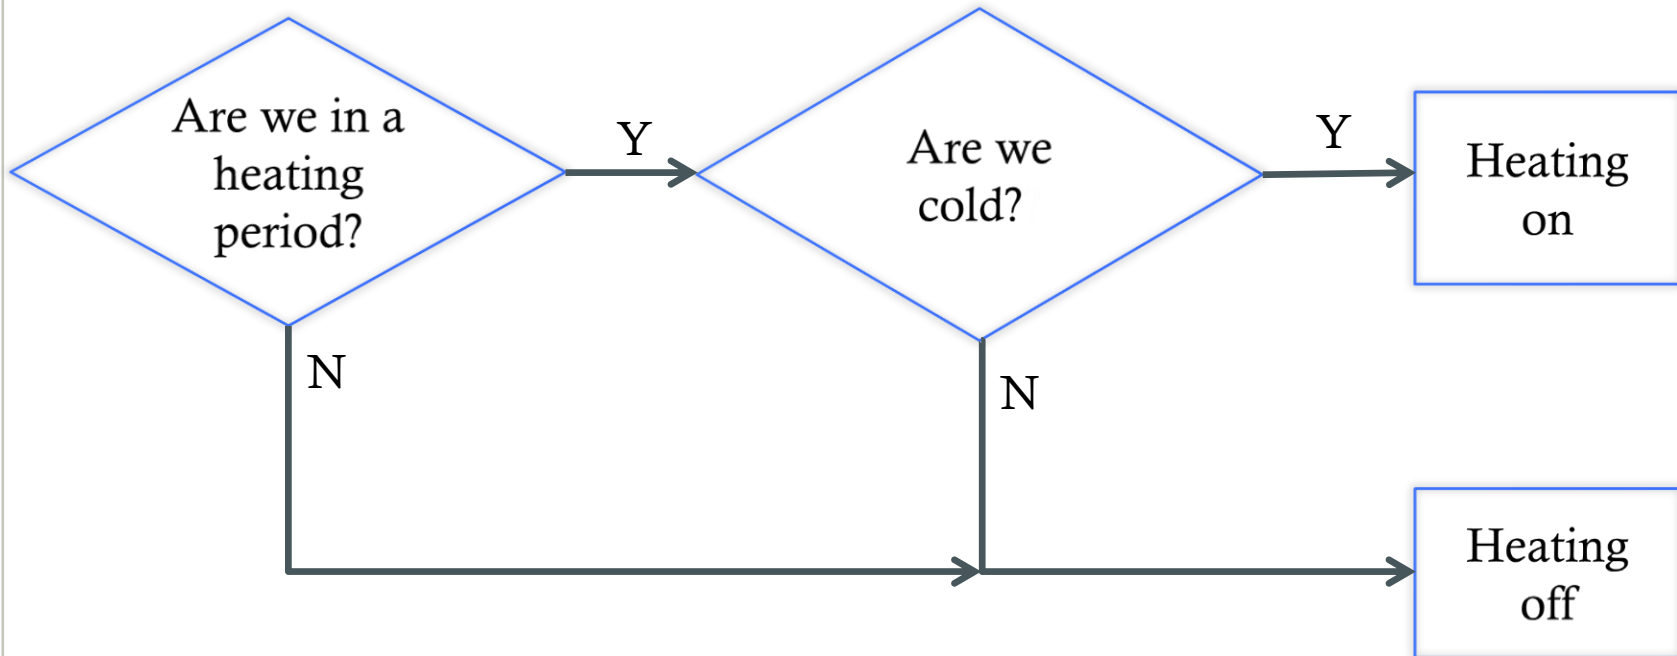 Are we in a
heating
period?
Y
Are we
cold?
Y
Heating
on
N
N
Heating
off